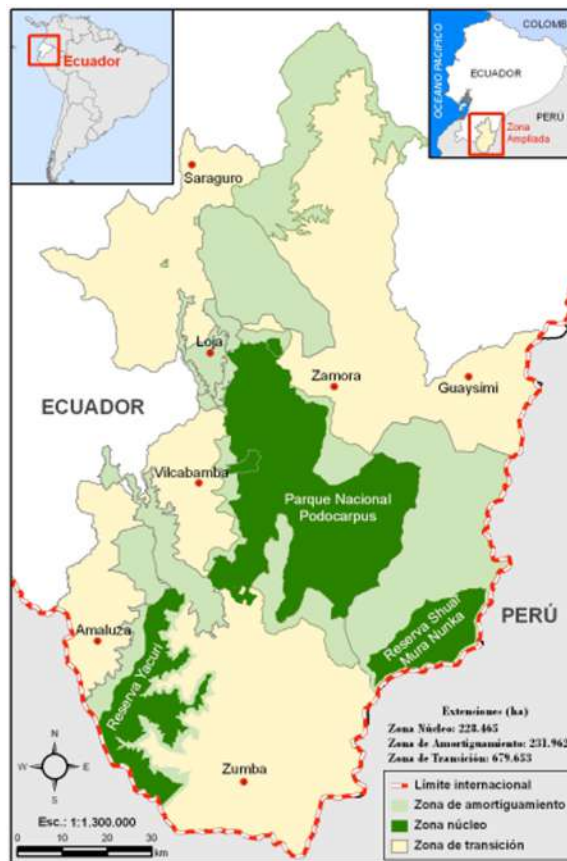 Ecuador
COLOMB
OCEANO PACIFICO
ECUADOR
PERÚ
Zona
Ampliada
Saraguro
Loja
Zamora
Guaysimi
ECUADOR
Vilcabamba
Parque Nacional
Podocarpus
PERÚ
Amaluza
Reserva Yacuri
Reserva Shuar
Mura Nunka
Zumba
Extensiones (ha)
Zona Núcleo: 228.465
Zona de Amortiguamiento: 231.962
Zona de Transición: 679.653
N
W
E
S
Esc.: 1:1.300.000
0 10 20 30
km
Límite internacional
Zona de amortiguamiento
Zona núcleo
Zona de transición